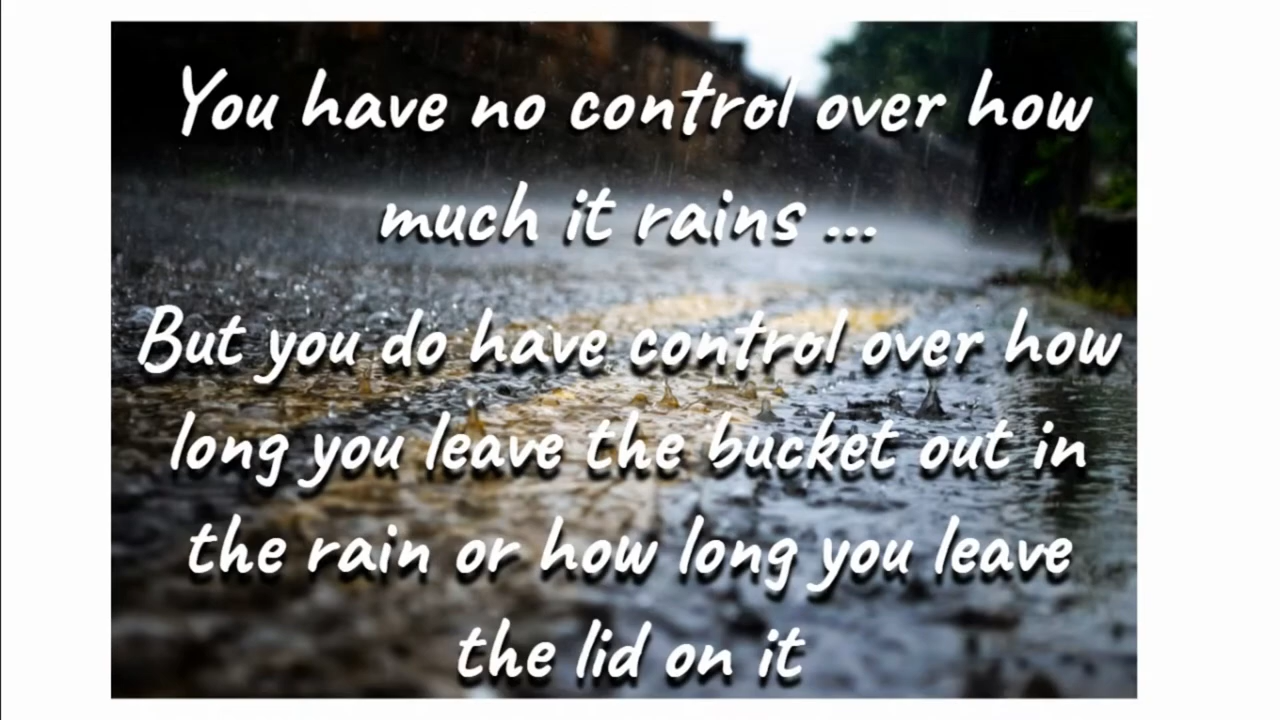 You have no control over how
much it rains ...
But you do have control over how
long you leave the bucket out in
the rain or how long you leave
the lid on it